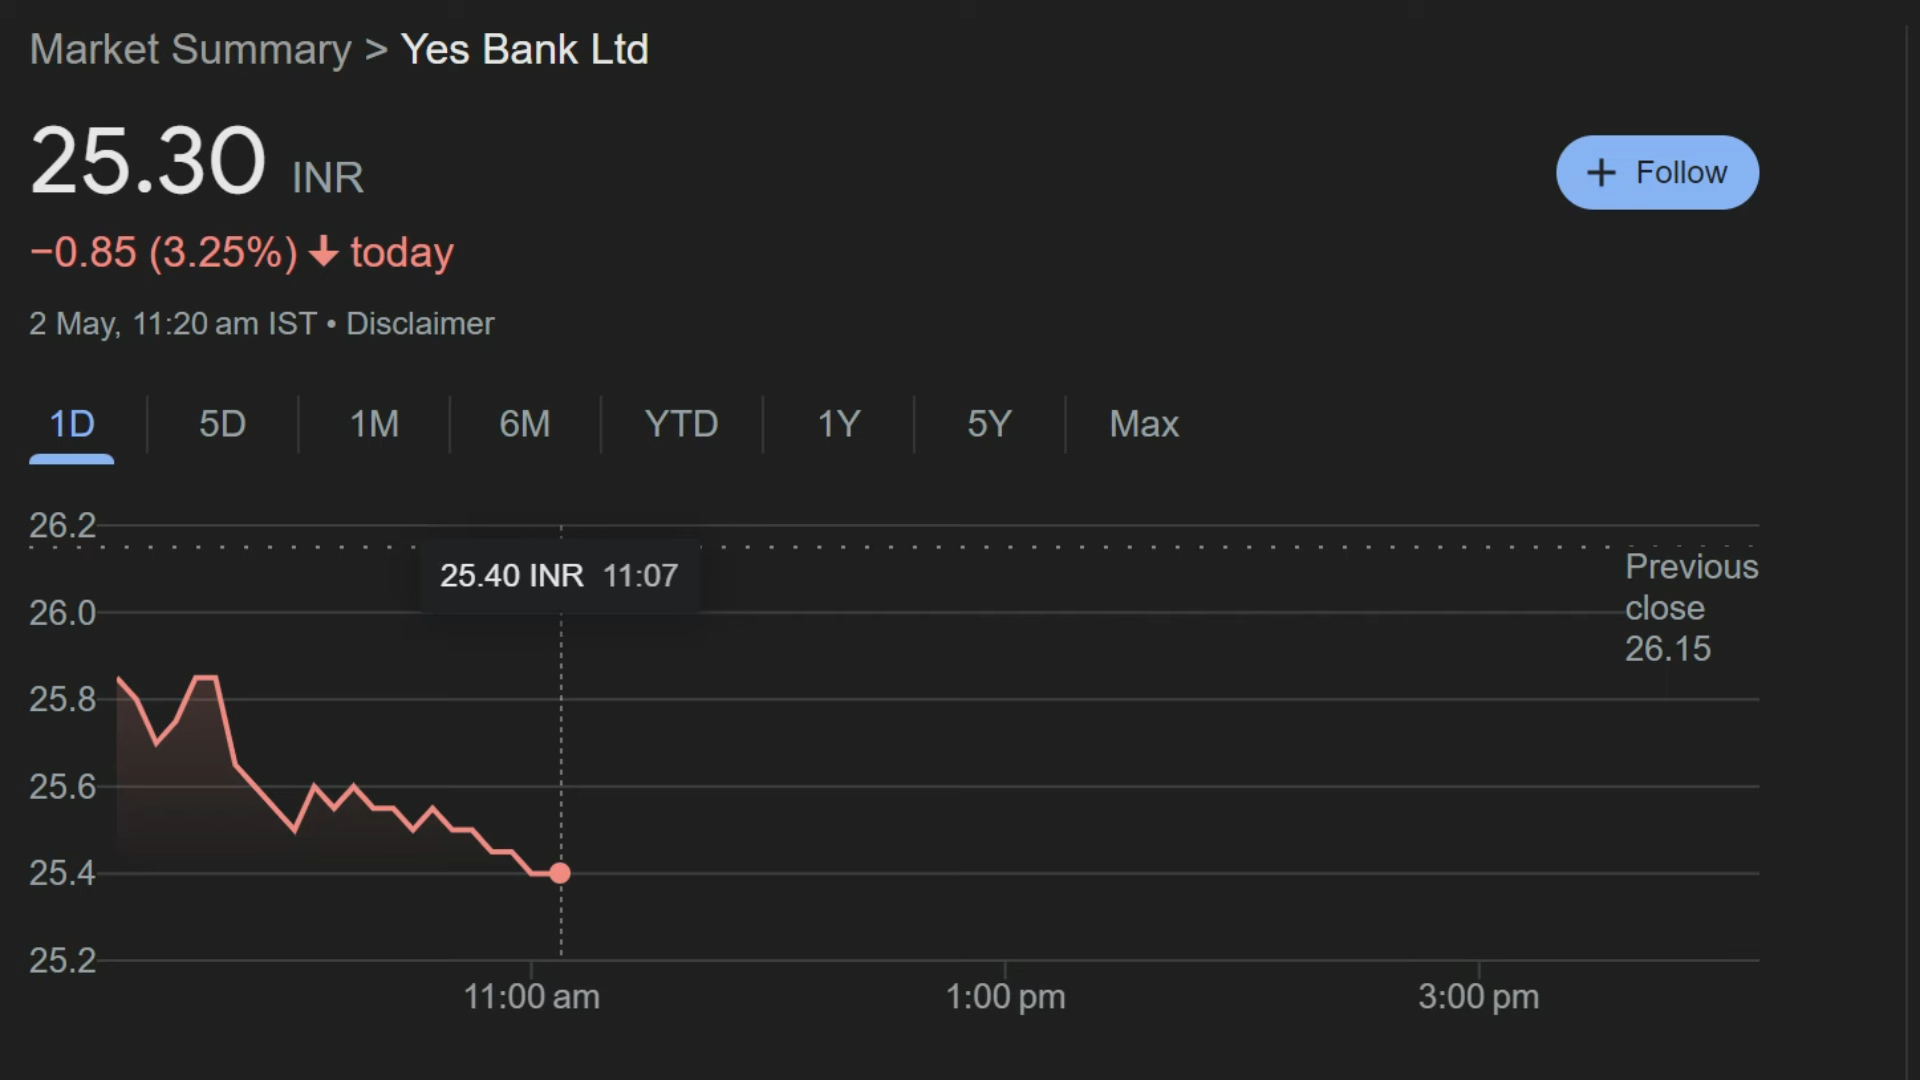 Market Summary > Yes Bank Ltd
25.30 INR
+ Follow
−0.85 (3.25%) ↓ today
2 May, 11:20 am IST • Disclaimer
1D 5D 1M 6M YTD 1Y 5Y Max
26.2
25.40 INR 11:07
Previous
close
26.15
26.0
25.8
25.6
25.4
25.2
11:00 am 1:00 pm 3:00 pm